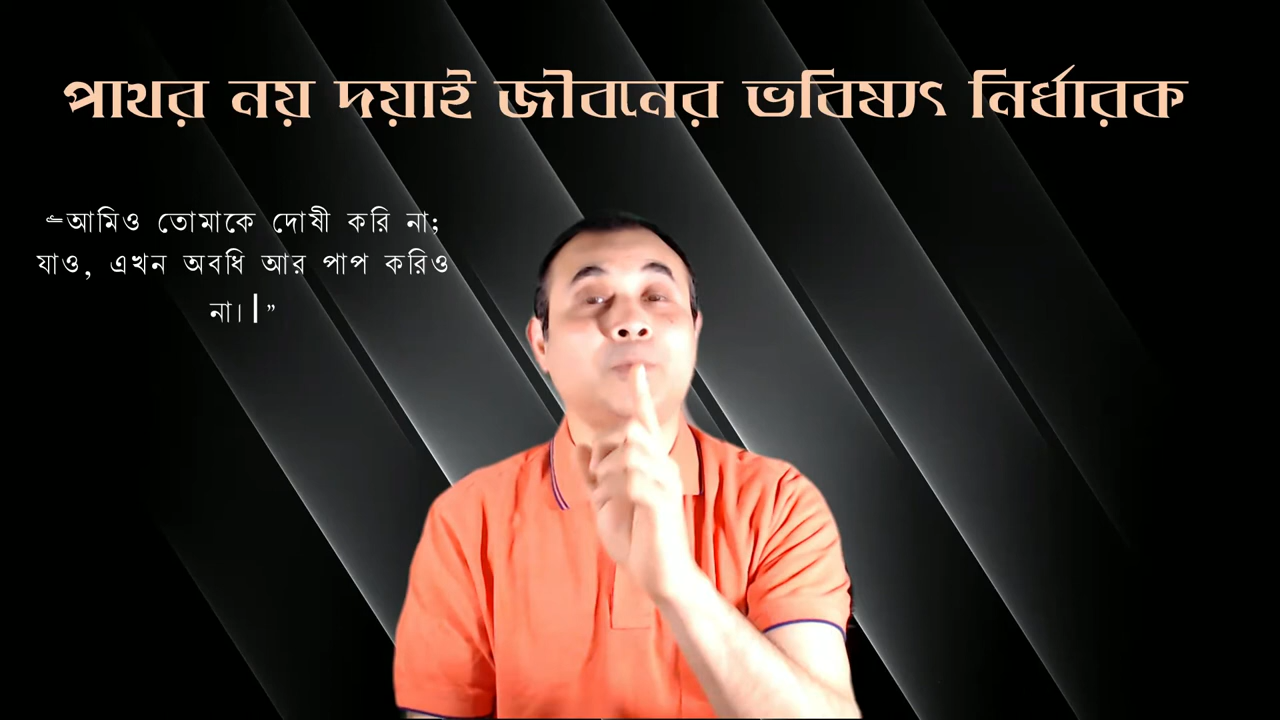 পাথর নয় দয়াই জীবনের ভবিষ্যৎ নির্ধারক
“আমিও তোমাকে দোষী করি না;
যাও, এখন অবধি আর পাপ করিও
না।|”